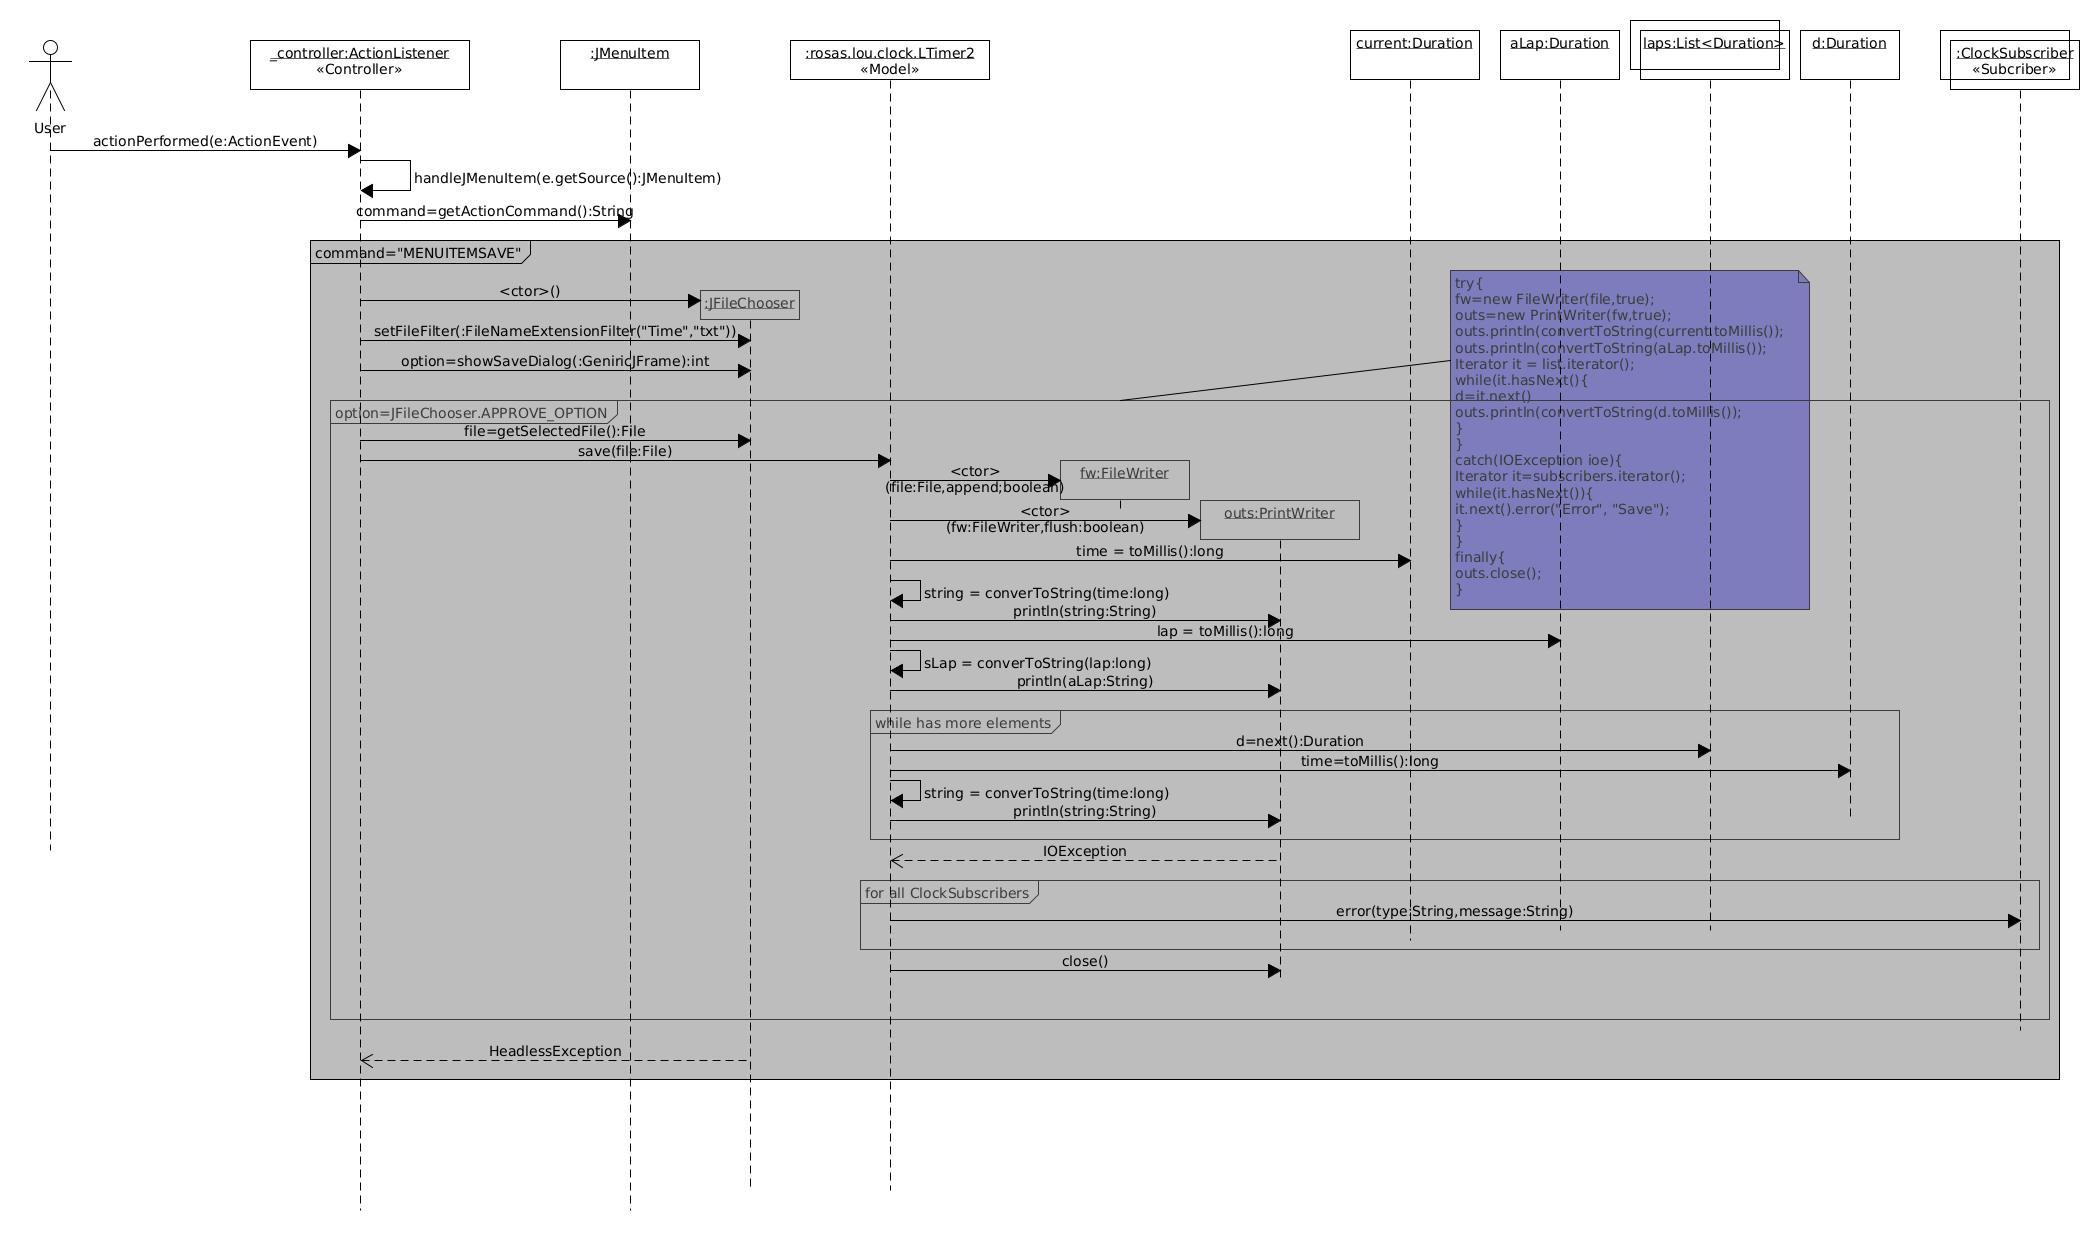 _controller:ActionListener
«Controller»
:JMenuItem
:rosas.lou.clock.LTimer2
«Model»
current:Duration
aLap:Duration
laps:List<Duration>
d:Duration
:ClockSubscriber
«Subcriber»
User
actionPerformed(e:ActionEvent)
handleJMenuItem(e.getSource():JMenuItem)
command=getActionCommand():String
command="MENUITEMSAVE"
<ctor>()
:JFileChooser
setFileFilter(:FileNameExtensionFilter("Time","txt"))
option=showSaveDialog(:GeniricJFrame):int
try{
fw=new FileWriter(file,true);
outs=new PrintWriter(fw,true);
outs.println(convertToString(current.toMillis());
outs.println(convertToString(aLap.toMillis());
Iterator it = list.iterator();
while(it.hasNext(){
d=it.next()
outs.println(convertToString(d.toMillis());
}
}
catch(IOException ioe){
Iterator it=subscribers.iterator();
while(it.hasNext()){
it.next().error("Error", "Save");
}
}
finally{
outs.close();
}
option=JFileChooser.APPROVE_OPTION
file=getSelectedFile():File
save(file:File)
<ctor>
(file:File,append;boolean)
fw:FileWriter
<ctor>
(fw:FileWriter,flush:boolean)
outs:PrintWriter
time = toMillis():long
string = converToString(time:long)
println(string:String)
lap = toMillis():long
sLap = converToString(lap:long)
println(aLap:String)
while has more elements
d=next():Duration
time=toMillis():long
string = converToString(time:long)
println(string:String)
IOException
for all ClockSubscribers
error(type:String,message:String)
close()
HeadlessException